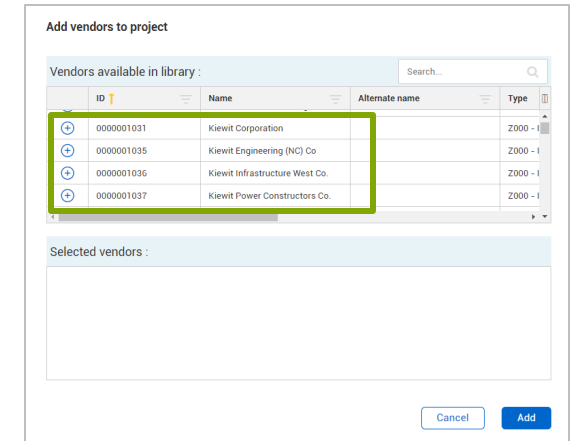 Add vendors to project
Vendors available in library :
Search...
ID Name Alternate name Type
0000001031 Kiewit Corporation Z000 -
0000001035 Kiewit Engineering (NC) Co Z000 -
0000001036 Kiewit Infrastructure West Co. Z000 -
0000001037 Kiewit Power Constructors Co. Z000 -
Selected vendors :
Cancel Add